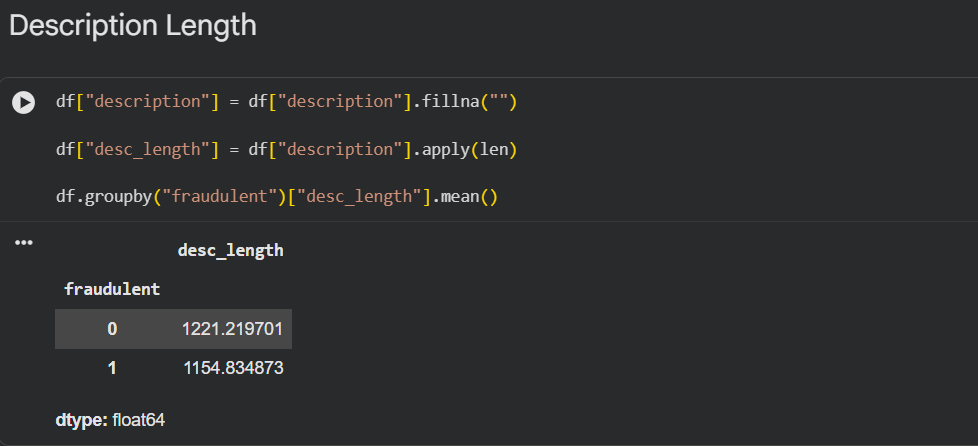 Description Length
df["description"] = df["description"].fillna("")
df["desc_length"] = df["description"].apply(len)
df.groupby("fraudulent")["desc_length"].mean()
desc_length
fraudulent
0 1221.219701
1 1154.834873
dtype: float64